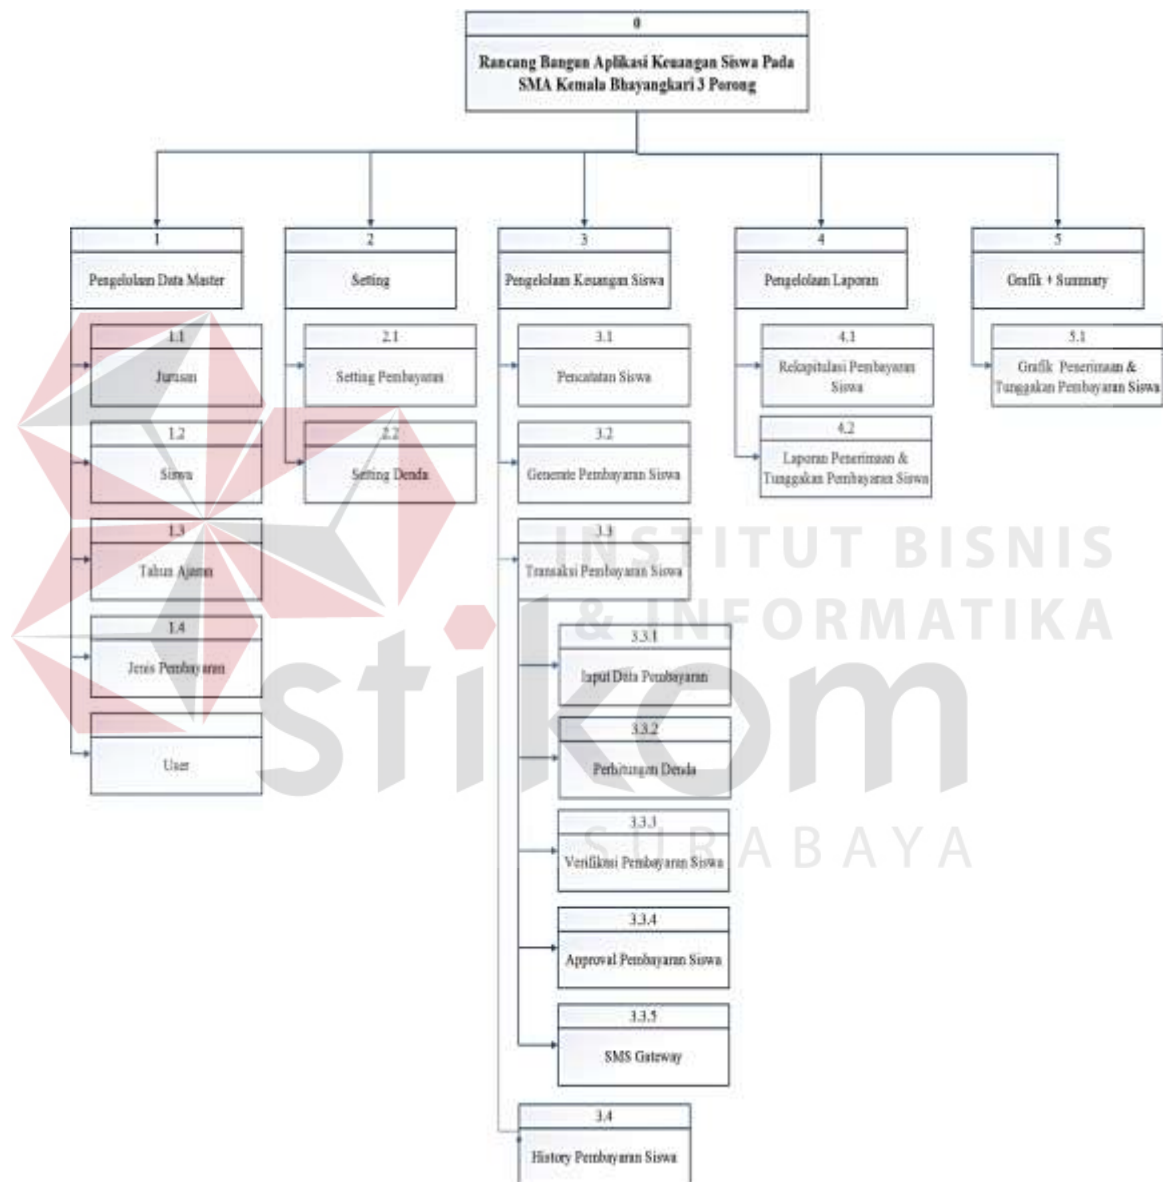 0
Rancang Bangun Aplikasi Keuangan Siswa Pada
SMA Kemala Bhayangkari 3 Porong
1
Pengelolaan Data Master
1.1
Jurusan
1.2
Siswa
1.3
Tahun Ajaran
1.4
Jenis Pembayaran
User
2
Setting
2.1
Setting Pembayaran
2.2
Setting Denda
3
Pengelolaan Keuangan Siswa
3.1
Pencatatan Siswa
3.2
Generate Pembayaran Siswa
3.3
Transaksi Pembayaran Siswa
3.3.1
Input Data Pembayaran
3.3.2
Perhitungan Denda
3.3.3
Verifikasi Pembayaran Siswa
3.3.4
Approval Pembayaran Siswa
3.3.5
SMS Gateway
3.4
History Pembayaran Siswa
4
Pengelolaan Laporan
4.1
Rekapitulasi Pembayaran
Siswa
4.2
Laporan Penerimaan &
Tunggakan Pembayaran Siswa
5
Grafik + Summary
5.1
Grafik Penerimaan &
Tunggakan Pembayaran Siswa
INSTITUT BISNIS
& INFORMATIKA
stikom
SURABAYA